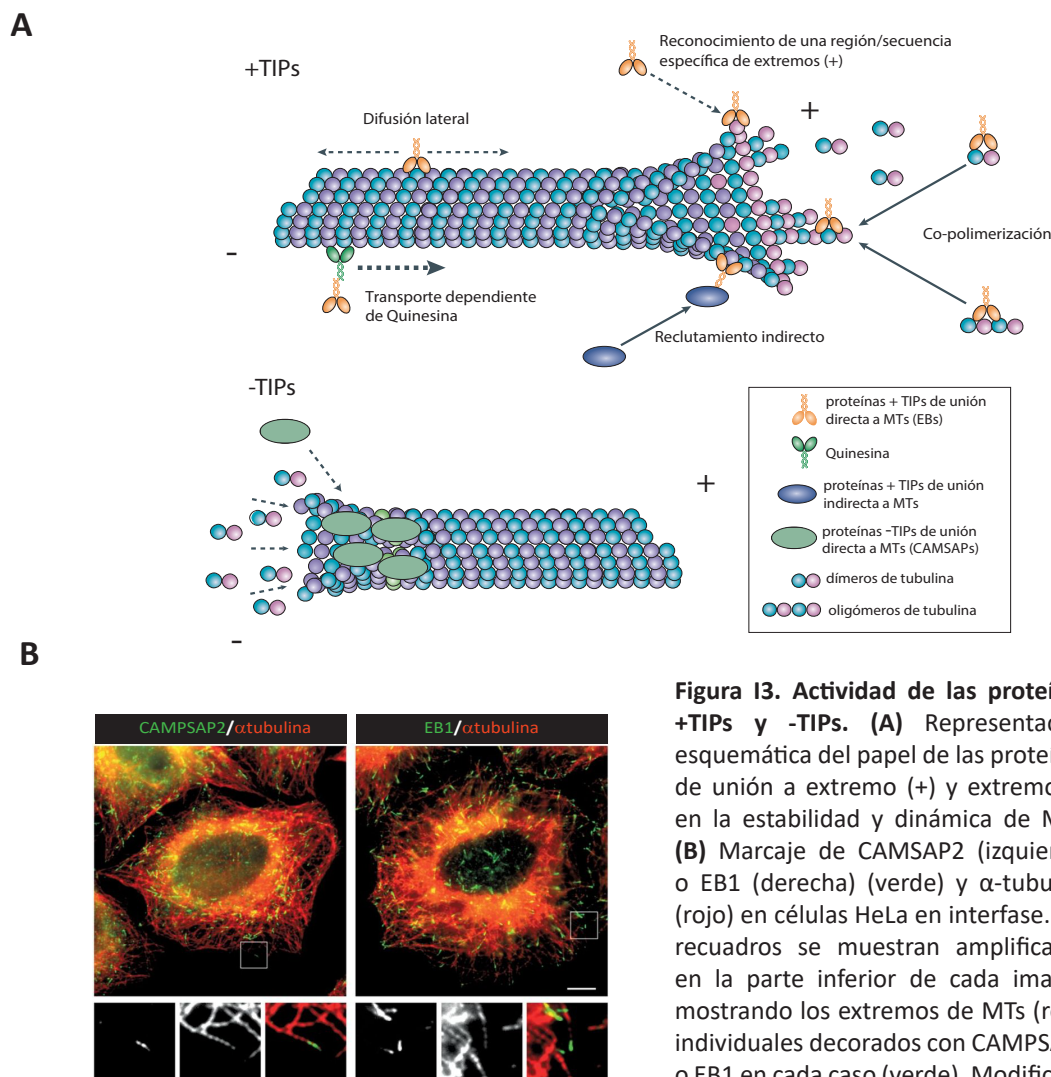 A
+TIPs
Reconocimiento de una región/secuencia
específica de extremos (+)
+
Difusión lateral
Co-polimerización
-
Transporte dependiente
de Quinesina
Reclutamiento indirecto
-TIPs
+
-
proteínas + TIPs de unión
directa a MTs (EBs)
Quinesina
proteínas + TIPs de unión
indirecta a MTs
proteínas -TIPs de unión
directa a MTs (CAMSAPs)
dímeros de tubulina
oligómeros de tubulina
B
CAMPSAP2/αtubulina
EB1/αtubulina
Figura I3. Actividad de las
+TIPs y -TIPs. (A)
esquemática del papel de las
de unión a extremo (+) y
en la estabilidad y dinámica de
(B) Marcaje de CAMSAP2
o EB1 (derecha) (verde) y
(rojo) en células HeLa en interfase.
recuadros se muestran
en la parte inferior de cada
mostrando los extremos de MTs
individuales decorados con
o EB1 en cada caso (verde).